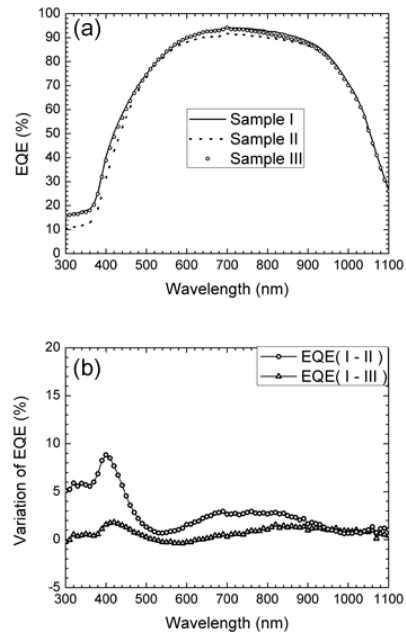 (a)
100
90
80
70
60
50
40
30
20
10
0
EQE (%)
Sample I
Sample II
Sample III
300 400 500 600 700 800 900 1000 1100
Wavelength (nm)
(b)
20
15
10
5
0
-5
Variation of EQE (%)
EQE( I - II )
EQE( I - III )
300 400 500 600 700 800 900 1000 1100
Wavelength (nm)